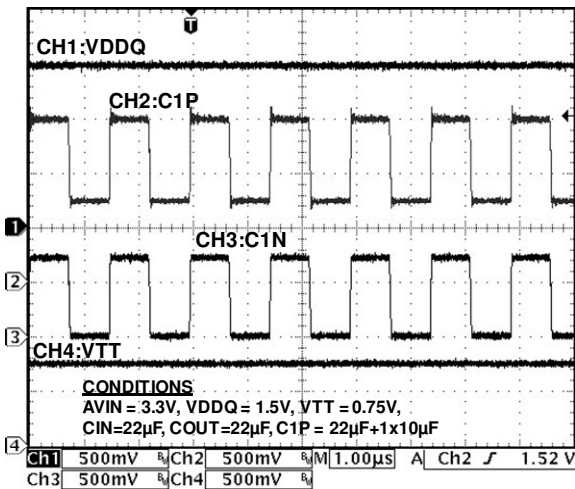 T
CH1:VDDQ
CH2:C1P
1
CH3:C1N
2
3
CH4:VTT
CONDITIONS
AVIN = 3.3V, VDDQ = 1.5V, VTT = 0.75V,
CIN=22µF, COUT=22µF, C1P = 22µF+1x10µF
4
Ch1 500mV Ch2 500mV M 1.00µs A Ch2 1.52 V
Ch3 500mV Ch4 500mV